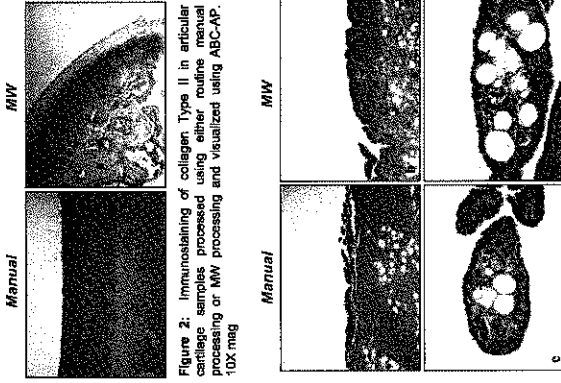 Manual MW
Figure 2: Immunostaining of collagen Type II in articular
cartilage samples processed using either routine manual
processing or MW processing and visualized using ABC-AP.
10X mag
Manual MW
b
c